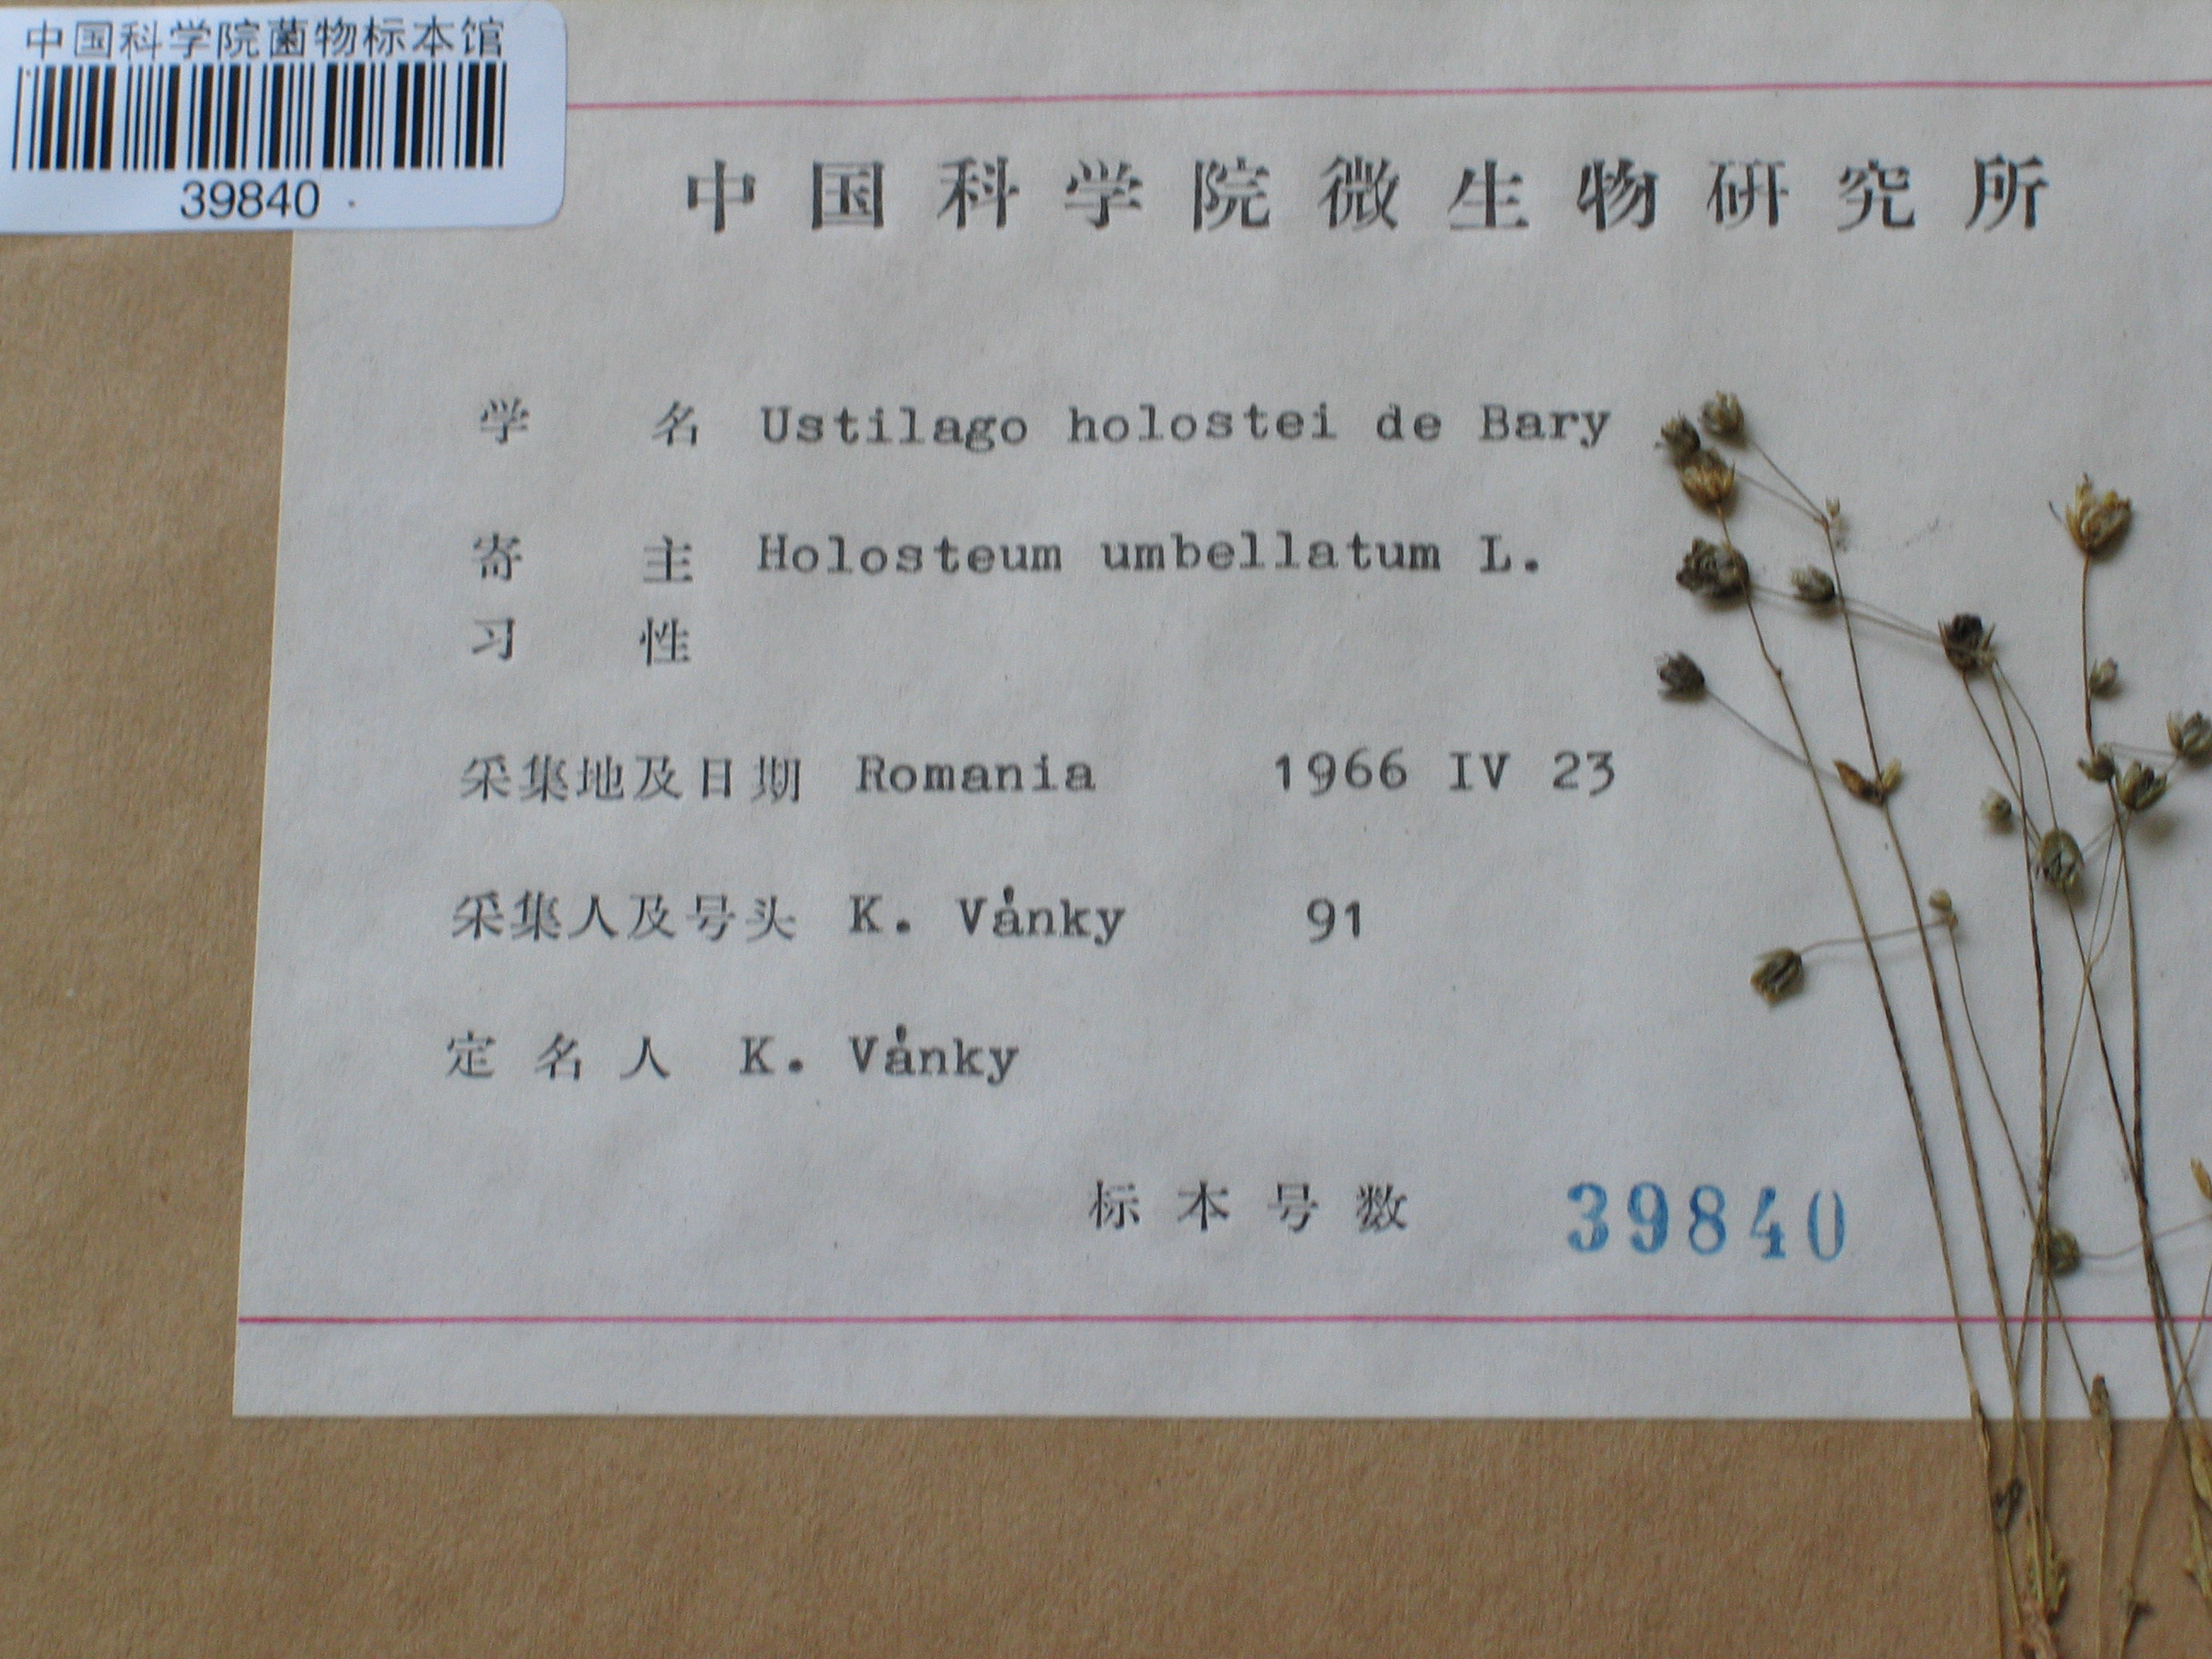 中国科学院菌物标本馆
39840
中国科学院微生物研究所
学 名 Ustilago holostei de Bary
寄 主 Holosteum umbellatum L.
习 性
采集地及日期 Romania 1966 IV 23
采集人及号头 K. Vánky 91
定名人 K. Vánky
标本号数 39840